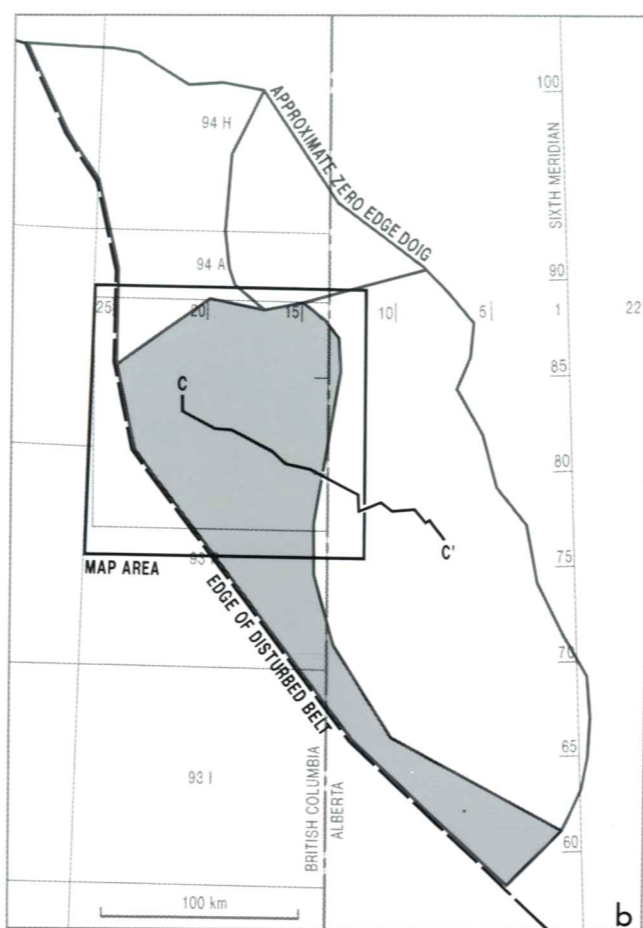 100
94 H
APPROXIMATE ZERO EDGE DOIG
SIXTH MERIDIAN
94 A
90
25
20
15
10
5
1
22
85
C
80
C'
75
93
MAP AREA
EDGE OF DISTURBED BELT
70
65
93 I
BRITISH COLUMBIA
ALBERTA
60
100 km
b